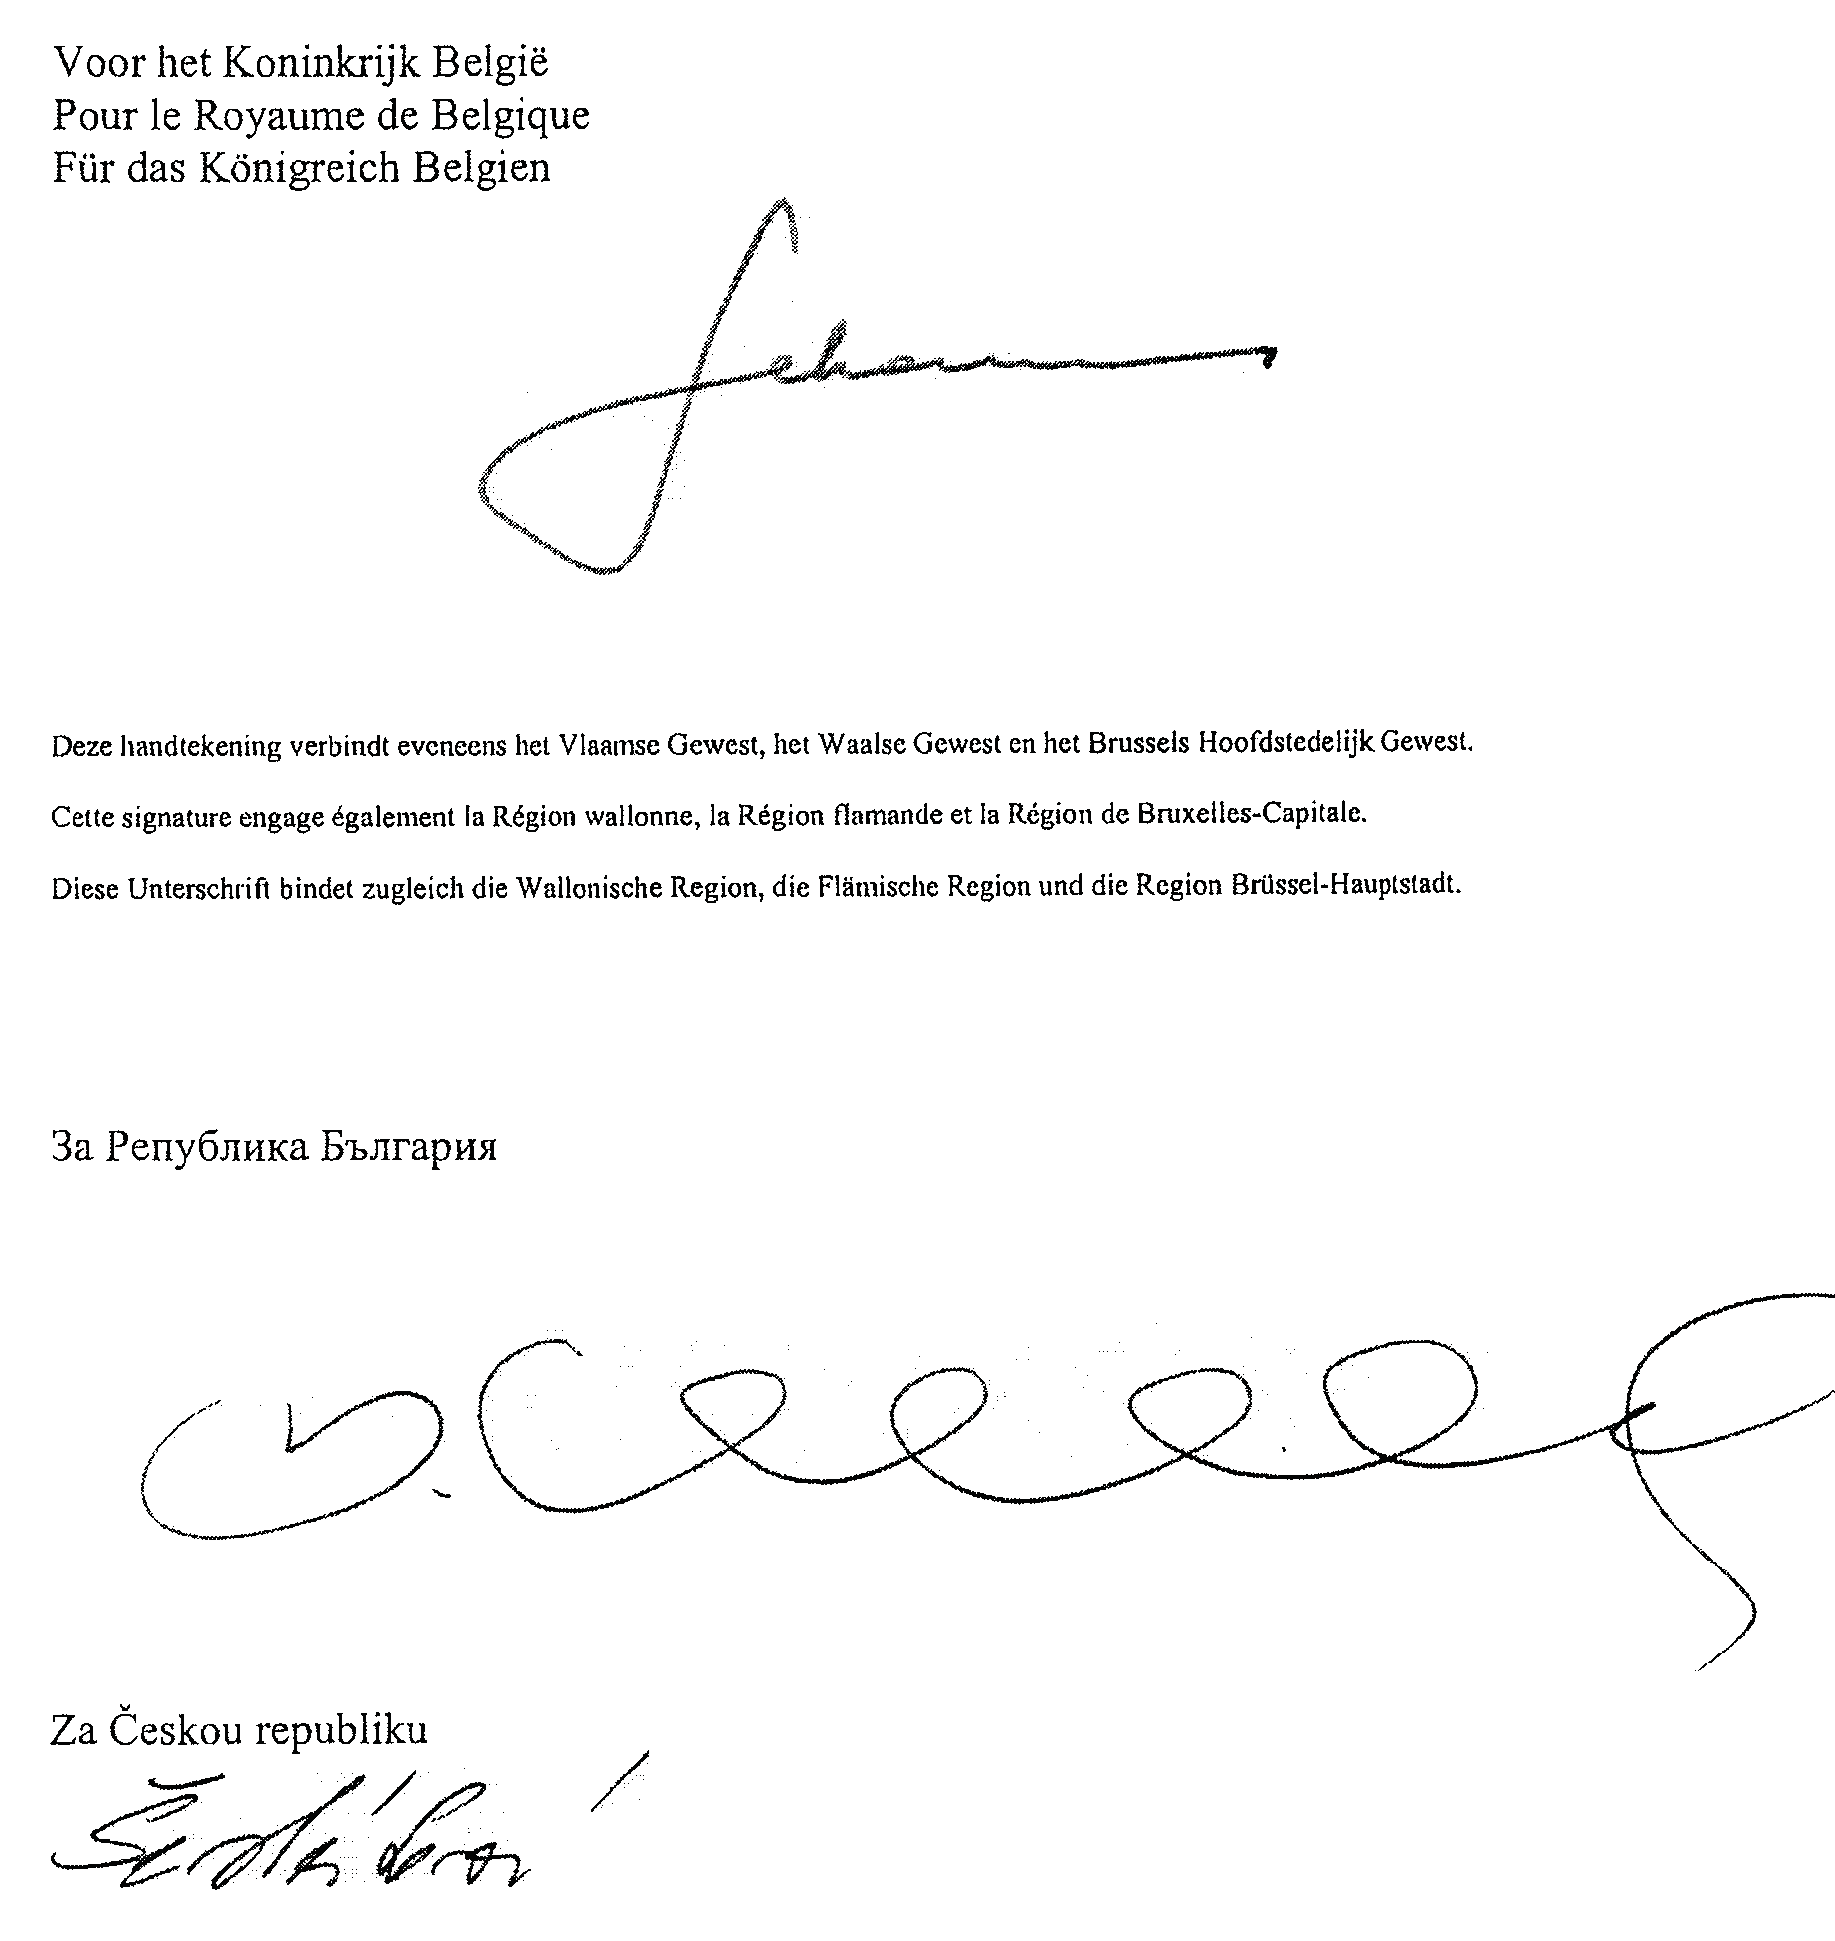 Voor het Koninkrijk België
Pour le Royaume de Belgique
Für das Königreich Belgien
Deze handtekening verbindt eveneens het Vlaamse Gewest, het Waalse Gewest en het Brussels Hoofdstedelijk Gewest.
Cette signature engage également la Région wallonne, la Région flamande et la Région de Bruxelles-Capitale.
Diese Unterschrift bindet zugleich die Wallonische Region, die Flämische Region und die Region Brüssel-Hauptstadt.
За Република България
Za Českou republiku